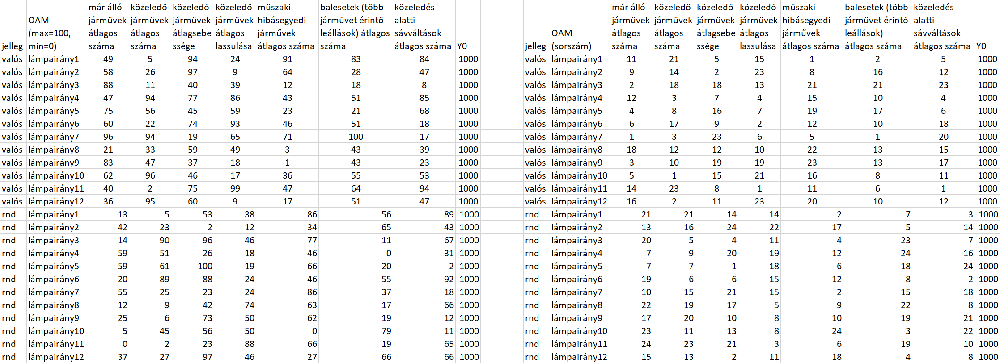 jelleg OAM (max=100, min=0) már álló járművek átlagos száma közeledő járművek átlagos száma közeledő járművek átlagsebessége közeledő járművek átlagos lassulása műszaki hibásegyedi járművek átlagos száma balesetek (több járművet érintő leállások) átlagos száma közeledés alatti sávváltások átlagos száma Y0 jelleg OAM (sorszám) már álló járművek átlagos száma közeledő járművek átlagos száma közeledő járművek átlagsebessége közeledő járművek átlagos lassulása műszaki hibásegyedi járművek átlagos száma balesetek (több járművet érintő leállások) átlagos száma közeledés alatti sávváltások átlagos száma Y0
valós lámpairány1 49 5 94 24 91 83 84 1000 valós lámpairány1 11 21 5 15 1 2 5 1000
valós lámpairány2 58 26 97 9 64 28 47 1000 valós lámpairány2 9 14 2 23 8 16 12 1000
valós lámpairány3 88 11 40 39 12 18 8 1000 valós lámpairány3 2 18 18 13 21 21 23 1000
valós lámpairány4 47 94 77 86 43 51 85 1000 valós lámpairány4 12 3 7 4 15 10 4 1000
valós lámpairány5 75 56 45 59 23 21 68 1000 valós lámpairány5 4 8 16 7 19 17 6 1000
valós lámpairány6 60 22 74 93 46 51 18 1000 valós lámpairány6 6 17 9 2 12 10 18 1000
valós lámpairány7 96 94 19 65 71 100 17 1000 valós lámpairány7 1 3 23 6 5 1 20 1000
valós lámpairány8 21 33 59 49 3 43 39 1000 valós lámpairány8 18 12 12 10 22 13 15 1000
valós lámpairány9 83 47 37 18 1 43 23 1000 valós lámpairány9 3 10 19 19 23 13 17 1000
valós lámpairány10 62 96 46 17 36 55 53 1000 valós lámpairány10 5 1 15 21 16 8 11 1000
valós lámpairány11 40 2 75 99 47 64 94 1000 valós lámpairány11 14 23 8 1 11 6 1 1000
valós lámpairány12 36 95 60 9 17 51 47 1000 valós lámpairány12 16 2 11 23 20 10 12 1000
rnd lámpairány1 13 5 53 38 86 56 89 1000 rnd lámpairány1 21 21 14 14 2 7 3 1000
rnd lámpairány2 42 23 2 12 34 65 43 1000 rnd lámpairány2 13 16 24 22 17 5 14 1000
rnd lámpairány3 14 90 96 46 77 11 67 1000 rnd lámpairány3 20 5 4 11 4 23 7 1000
rnd lámpairány4 59 51 26 18 46 0 31 1000 rnd lámpairány4 7 9 20 19 12 24 16 1000
rnd lámpairány5 59 61 100 19 66 20 2 1000 rnd lámpairány5 7 7 1 18 6 18 24 1000
rnd lámpairány6 20 89 88 24 46 55 92 1000 rnd lámpairány6 19 6 6 15 12 8 2 1000
rnd lámpairány7 55 25 23 24 86 37 18 1000 rnd lámpairány7 10 15 21 15 2 15 18 1000
rnd lámpairány8 12 9 42 74 63 17 66 1000 rnd lámpairány8 22 19 17 5 9 22 8 1000
rnd lámpairány9 25 6 73 50 62 19 12 1000 rnd lámpairány9 17 20 10 8 10 19 21 1000
rnd lámpairány10 5 45 56 50 0 79 11 1000 rnd lámpairány10 23 11 13 8 24 3 22 1000
rnd lámpairány11 0 2 23 88 66 19 65 1000 rnd lámpairány11 24 23 21 3 6 19 10 1000
rnd lámpairány12 37 27 97 46 27 66 66 1000 rnd lámpairány12 15 13 2 11 18 4 8 1000